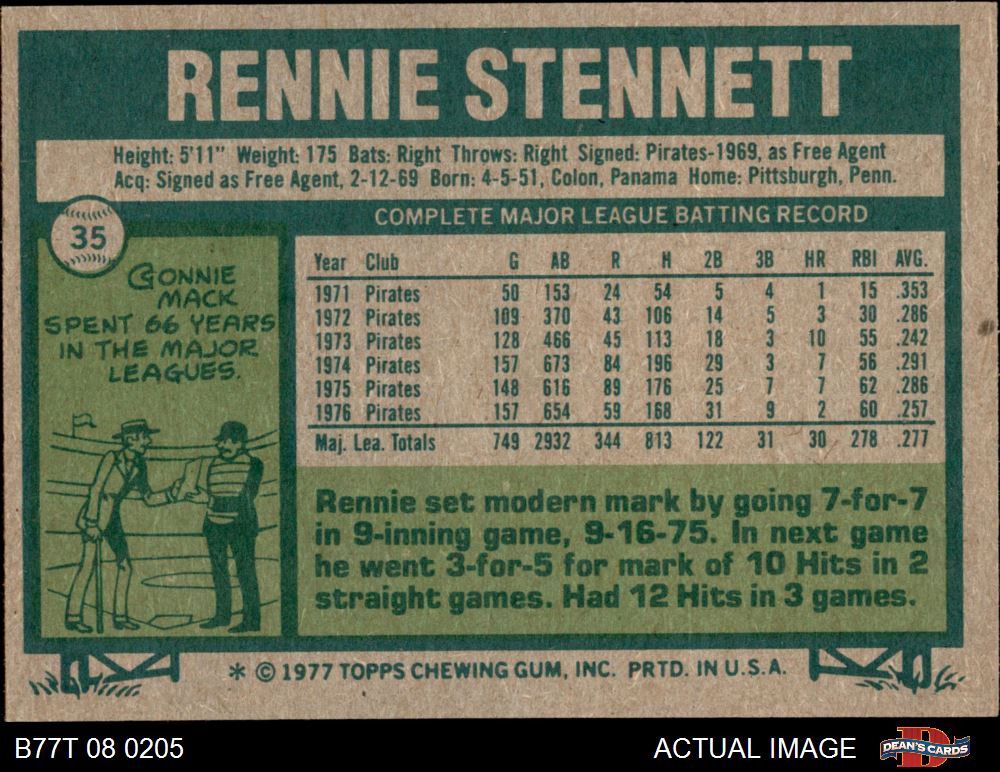 RENNIE STENNETT
Height: 5'11" Weight: 175 Bats: Right Throws: Right Signed: Pirates-1969, as Free Agent
Acq: Signed as Free Agent, 2-12-69 Born: 4-5-51, Colon, Panama Home: Pittsburgh, Penn.
35
CONNIE
MACK
SPENT 66 YEARS
IN THE MAJOR
LEAGUES.
COMPLETE MAJOR LEAGUE BATTING RECORD
Year Club G AB R H 2B 3B HR RBI AVG.
1971 Pirates 50 153 24 54 5 4 1 15 .353
1972 Pirates 109 370 43 106 14 5 3 30 .286
1973 Pirates 128 466 45 113 18 3 10 55 .242
1974 Pirates 157 673 84 196 29 3 7 56 .291
1975 Pirates 148 616 89 176 25 7 7 62 .286
1976 Pirates 157 654 59 168 31 9 2 60 .257
Maj. Lea. Totals 749 2932 344 813 122 31 30 278 .277
Rennie set modern mark by going 7-for-7
in 9-inning game, 9-16-75. In next game
he went 3-for-5 for mark of 10 Hits in 2
straight games. Had 12 Hits in 3 games.
* © 1977 TOPPS CHEWING GUM, INC. PRTD. IN U.S.A.
B77T 08 0205
ACTUAL IMAGE
D
DEAN'S CARDS